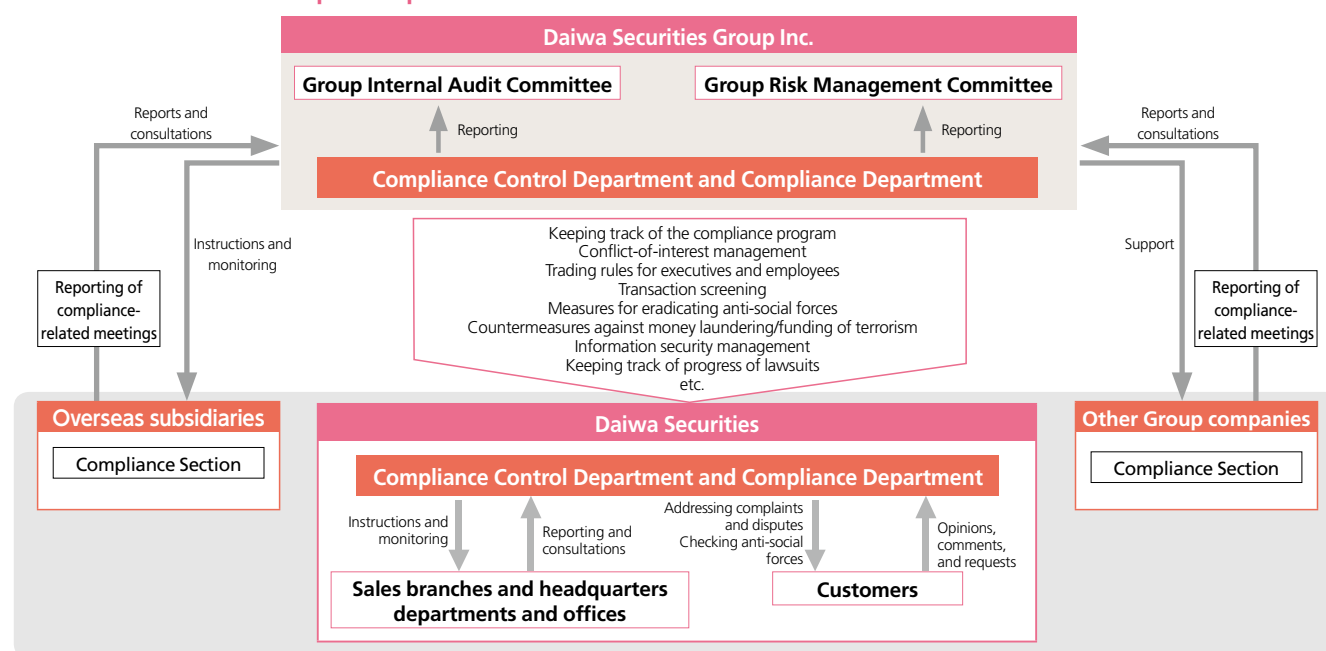 Daiwa Securities Group Inc.
Group Internal Audit Committee
Group Risk Management Committee
Reporting
Reporting
Compliance Control Department and Compliance Department
Reports and
consultations
Instructions and
monitoring
Reporting of
compliance-
related meetings
Reports and
consultations
Support
Reporting of
compliance-
related meetings
Keeping track of the compliance program
Conflict-of-interest management
Trading rules for executives and employees
Transaction screening
Measures for eradicating anti-social forces
Countermeasures against money laundering/funding of terrorism
Information security management
Keeping track of progress of lawsuits
etc.
Overseas subsidiaries
Compliance Section
Daiwa Securities
Compliance Control Department and Compliance Department
Instructions and
monitoring
Reporting and
consultations
Addressing complaints
and disputes
Checking anti-social
forces
Opinions,
comments,
and requests
Sales branches and headquarters
departments and offices
Customers
Other Group companies
Compliance Section